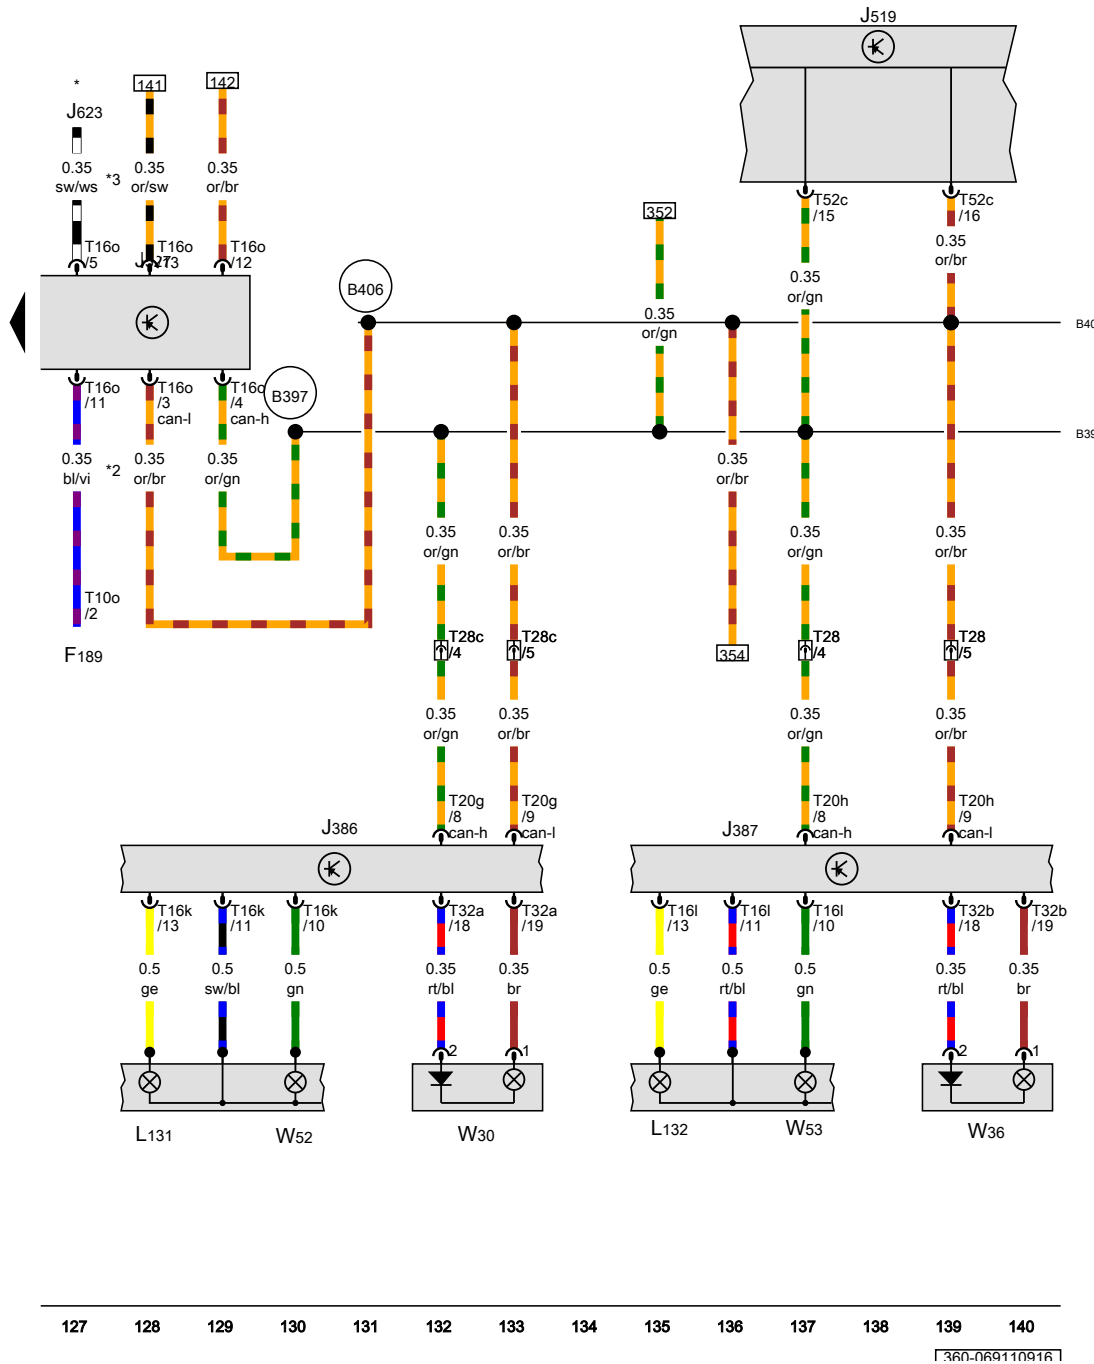 J519
*
141
142
J623
0.35
sw/ws
*3
0.35
or/sw
0.35
or/br
T16o
/5
T16o
/13
T16o
/12
352
T52c
/15
T52c
/16
0.35
or/br
0.35
or/gn
B406
0.35
or/gn
B40
T16o
/11
T16o
/3
can-l
T16o
/4
can-h
B397
B39
0.35
bl/vi
*2
0.35
or/br
0.35
or/gn
0.35
or/br
0.35
or/gn
0.35
or/br
0.35
or/gn
0.35
or/br
T10o
/2
F189
T28c
/4
T28c
/5
354
T28
/4
T28
/5
0.35
or/gn
0.35
or/br
0.35
or/gn
0.35
or/br
J386
T20g
/8
can-h
T20g
/9
can-l
J387
T20h
/8
can-h
T20h
/9
can-l
T16k
/13
T16k
/11
T16k
/10
T32a
/18
T32a
/19
T16l
/13
T16l
/11
T16l
/10
T32b
/18
T32b
/19
0.5
ge
0.5
sw/bl
0.5
gn
0.35
rt/bl
0.35
br
0.5
ge
0.5
rt/bl
0.5
gn
0.35
rt/bl
0.35
br
2
1
2
1
L131
W52
W30
L132
W53
W36
127 128 129 130 131 132 133 134 135 136 137 138 139 140
360-069110916